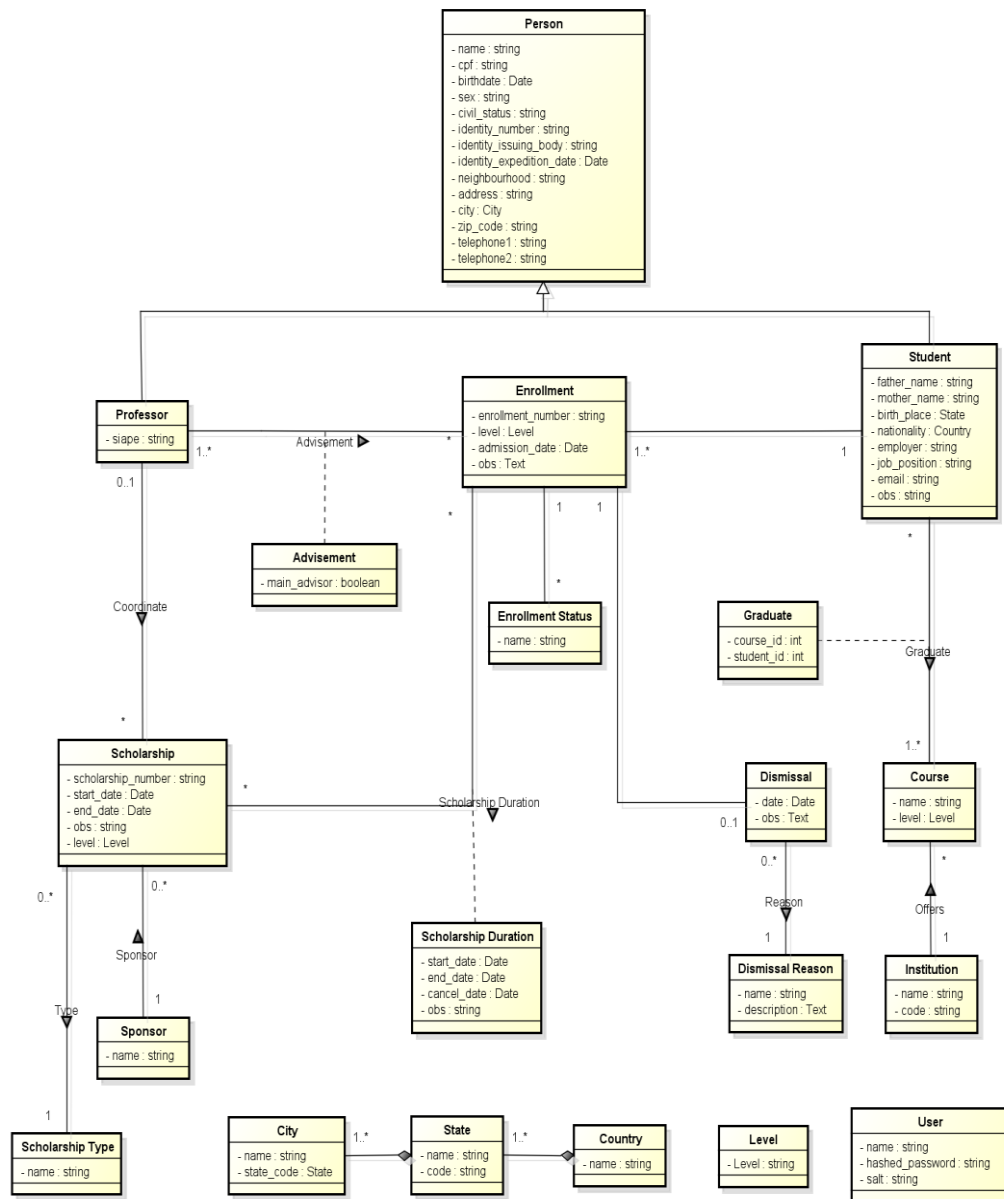 Person
- name : string
- cpf : string
- birthdate : Date
- sex : string
- civil_status : string
- identity_number : string
- identity_issuing_body : string
- identity_expedition_date : Date
- neighbourhood : string
- address : string
- city : City
- zip_code : string
- telephone1 : string
- telephone2 : string
Student
- father_name : string
- mother_name : string
- birth_place : State
- nationality : Country
- employer : string
- job_position : string
- email : string
- obs : string
Enrollment
- enrollment_number : string
- level : Level
- admission_date : Date
- obs : Text
Professor
- siape : string
1..*
Advisement
*
1..*
1
0..1
*
1
1
*
Advisement
- main_advisor : boolean
*
Enrollment Status
- name : string
Graduate
- course_id : int
- student_id : int
Graduate
Coordinate
*
1..*
Scholarship
- scholarship_number : string
- start_date : Date
- end_date : Date
- obs : string
- level : Level
*
Scholarship Duration
Dismissal
- date : Date
- obs : Text
0..1
Course
- name : string
- level : Level
0..*
0..*
0..*
*
Reason
Offers
1
1
Sponsor
1
Type
Scholarship Duration
- start_date : Date
- end_date : Date
- cancel_date : Date
- obs : string
Dismissal Reason
- name : string
- description : Text
Institution
- name : string
- code : string
Sponsor
- name : string
1
Scholarship Type
- name : string
City
- name : string
- state_code : State
1..*
State
- name : string
- code : string
1..*
Country
- name : string
Level
- Level : string
User
- name : string
- hashed_password : string
- salt : string